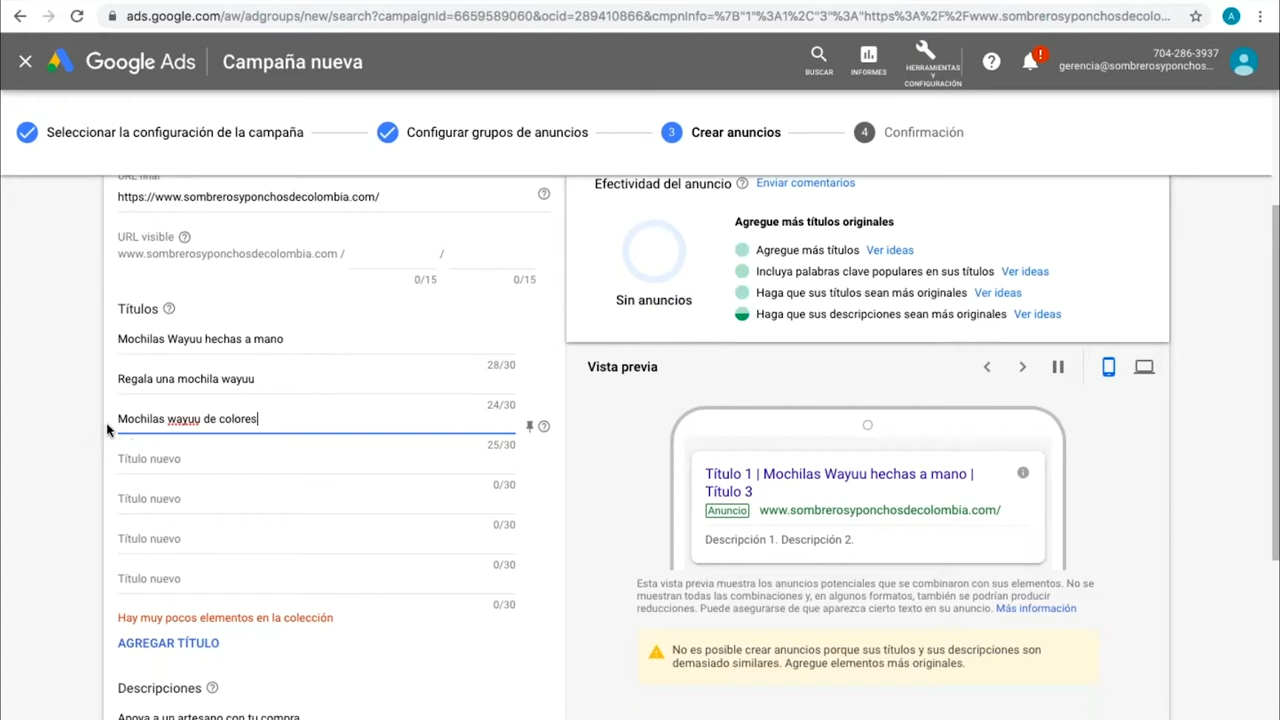 ads.google.com/aw/adgroups/new/search?campaignId=6659589060&ocid=289410866&cmpnInfo=%7B"1"%3A1%2C"3"%3A"https%3A%2F%2Fwww.sombrerosyponchosdecolo...
A
Google Ads
Campaña nueva
BUSCAR
INFORMES
HERRAMIENTAS
Y
CONFIGURACIÓN
!
704-286-3937
gerencia@sombrerosyponchos...
Seleccionar la configuración de la campaña
Configurar grupos de anuncios
3 Crear anuncios
4 Confirmación
URL final
https://www.sombrerosyponchosdecolombia.com/
URL visible
www.sombrerosyponchosdecolombia.com /
/
0/15
0/15
Títulos
Mochilas Wayuu hechas a mano
28/30
Regala una mochila wayuu
24/30
Mochilas wayuu de colores
25/30
Título nuevo
0/30
Título nuevo
0/30
Título nuevo
0/30
Título nuevo
0/30
Hay muy pocos elementos en la colección
AGREGAR TÍTULO
Descripciones
Apoya a un artesano con tu compra
Efectividad del anuncio
Enviar comentarios
Sin anuncios
Agregue más títulos originales
Agregue más títulos Ver ideas
Incluya palabras clave populares en sus títulos Ver ideas
Haga que sus títulos sean más originales Ver ideas
Haga que sus descripciones sean más originales Ver ideas
Vista previa
Título 1 | Mochilas Wayuu hechas a mano |
Título 3
Anuncio www.sombrerosyponchosdecolombia.com/
Descripción 1. Descripción 2.
Esta vista previa muestra los anuncios potenciales que se combinaron con sus elementos. No se
muestran todas las combinaciones y, en algunos formatos, también se podrían producir
reducciones. Puede asegurarse de que aparezca cierto texto en su anuncio. Más información
No es posible crear anuncios porque sus títulos y sus descripciones son
demasiado similares. Agregue elementos más originales.